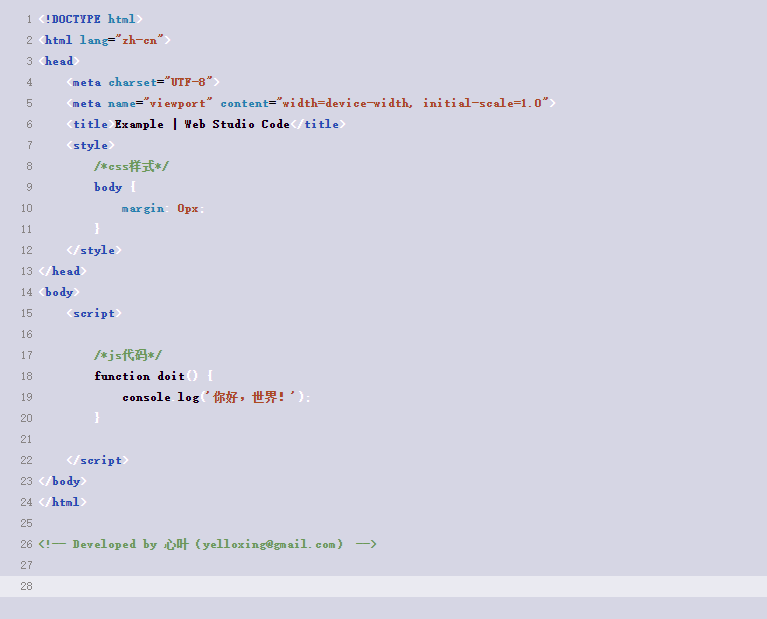 1 <!DOCTYPE html>
2 <html lang="zh-cn">
3 <head>
4 <meta charset="UTF-8">
5 <meta name="viewport" content="width=device-width, initial-scale=1.0">
6 <title>Example | Web Studio Code</title>
7 <style>
8 /*css样式*/
9 body {
10 margin: 0px;
11 }
12 </style>
13 </head>
14 <body>
15 <script>
16
17 /*js代码*/
18 function doit() {
19 console.log('你好，世界！');
20 }
21
22 </script>
23 </body>
24 </html>
25
26 <!-- Developed by 心叶（yelloxing@gmail.com） -->
27
28